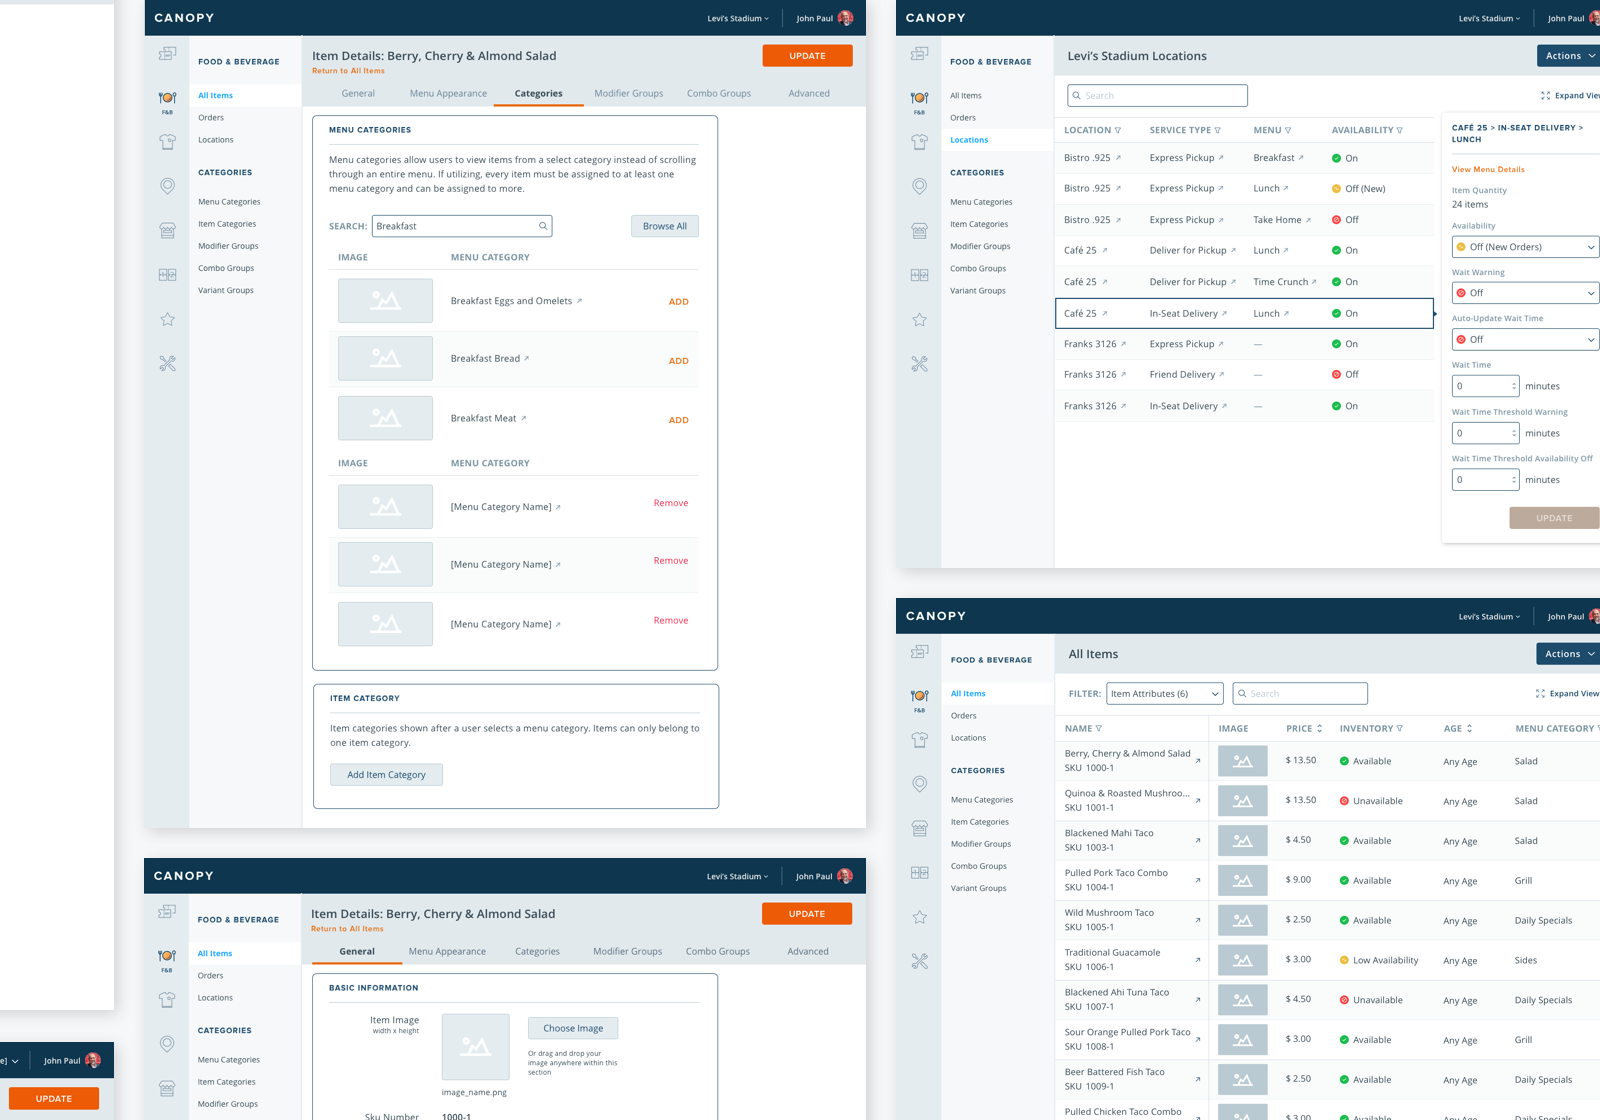 e]
John Paul
UPDATE
CANOPY
Levi's Stadium
John Paul
F&B
FOOD & BEVERAGE
All Items
Orders
Locations
CATEGORIES
Menu Categories
Item Categories
Modifier Groups
Combo Groups
Variant Groups
Item Details: Berry, Cherry & Almond Salad
Return to All Items
UPDATE
General
Menu Appearance
Categories
Modifier Groups
Combo Groups
Advanced
MENU CATEGORIES
Menu categories allow users to view items from a select category instead of scrolling
through an entire menu. If utilizing, every item must be assigned to at least one
menu category and can be assigned to more.
SEARCH: Breakfast
Browse All
IMAGE MENU CATEGORY
Breakfast Eggs and Omelets ADD
Breakfast Bread ADD
Breakfast Meat ADD
IMAGE MENU CATEGORY
[Menu Category Name] Remove
[Menu Category Name] Remove
[Menu Category Name] Remove
ITEM CATEGORY
Item categories shown after a user selects a menu category. Items can only belong to
one item category.
Add Item Category
CANOPY
Levi's Stadium
John Paul
F&B
FOOD & BEVERAGE
All Items
Orders
Locations
CATEGORIES
Menu Categories
Item Categories
Modifier Groups
Item Details: Berry, Cherry & Almond Salad
Return to All Items
UPDATE
General
Menu Appearance
Categories
Modifier Groups
Combo Groups
Advanced
BASIC INFORMATION
Item Image
width x height
Choose Image
Or drag and drop your
image anywhere within this
section
image_name.png
Sku Number 1000-1
CANOPY
Levi's Stadium
John Paul
F&B
FOOD & BEVERAGE
All Items
Orders
Locations
CATEGORIES
Menu Categories
Item Categories
Modifier Groups
Combo Groups
Variant Groups
Levi's Stadium Locations
Actions
Search
Expand View
LOCATION SERVICE TYPE MENU AVAILABILITY
Bistro .925 Express Pickup Breakfast On
Bistro .925 Express Pickup Lunch Off (New)
Bistro .925 Express Pickup Take Home Off
Café 25 Deliver for Pickup Lunch On
Café 25 Deliver for Pickup Time Crunch On
Café 25 In-Seat Delivery Lunch On
Franks 3126 Express Pickup — On
Franks 3126 Friend Delivery — Off
Franks 3126 In-Seat Delivery — On
CAFÉ 25 > IN-SEAT DELIVERY >
LUNCH
View Menu Details
Item Quantity
24 items
Availability
Off (New Orders)
Wait Warning
Off
Auto-Update Wait Time
Off
Wait Time
0 minutes
Wait Time Threshold Warning
0 minutes
Wait Time Threshold Availability Off
0 minutes
UPDATE
CANOPY
Levi's Stadium
John Paul
F&B
FOOD & BEVERAGE
All Items
Orders
Locations
CATEGORIES
Menu Categories
Item Categories
Modifier Groups
Combo Groups
Variant Groups
All Items
Actions
FILTER: Item Attributes (6)
Search
Expand View
NAME IMAGE PRICE INVENTORY AGE MENU CATEGORY
Berry, Cherry & Almond Salad
SKU 1000-1
$ 13.50 Available Any Age Salad
Quinoa & Roasted Mushroo...
SKU 1001-1
$ 13.50 Unavailable Any Age Salad
Blackened Mahi Taco
SKU 1003-1
$ 4.50 Available Any Age Salad
Pulled Pork Taco Combo
SKU 1004-1
$ 9.00 Available Any Age Grill
Wild Mushroom Taco
SKU 1005-1
$ 2.50 Available Any Age Daily Specials
Traditional Guacamole
SKU 1006-1
$ 3.00 Low Availability Any Age Sides
Blackened Ahi Tuna Taco
SKU 1007-1
$ 4.50 Unavailable Any Age Daily Specials
Sour Orange Pulled Pork Taco
SKU 1008-1
$ 3.00 Available Any Age Grill
Beer Battered Fish Taco
SKU 1009-1
$ 2.50 Available Any Age Daily Specials
Pulled Chicken Taco Combo
$ 3.00 Available Any Age Daily Specials